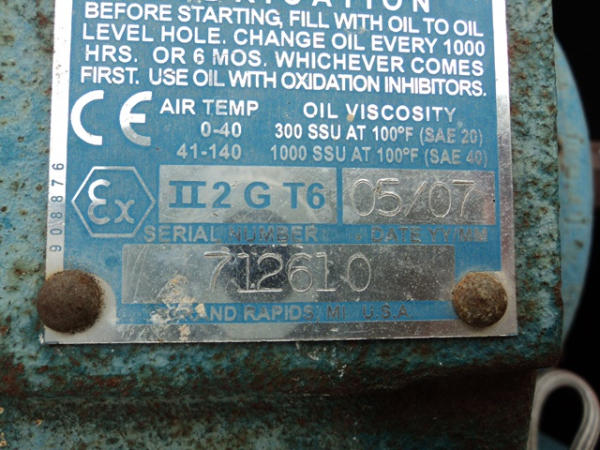 BRICATION
BEFORE STARTING, FILL WITH OIL TO OIL
LEVEL HOLE. CHANGE OIL EVERY 1000
HRS. OR 6 MOS. WHICHEVER COMES
FIRST. USE OIL WITH OXIDATION INHIBITORS.
CE AIR TEMP OIL VISCOSITY
0-40 300 SSU AT 100°F (SAE 20)
41-140 1000 SSU AT 100°F (SAE 40)
908876
Ex II 2 G T6 05/07
SERIAL NUMBER DATE YY/MM
712610
GRAND RAPIDS, MI. U.S.A.